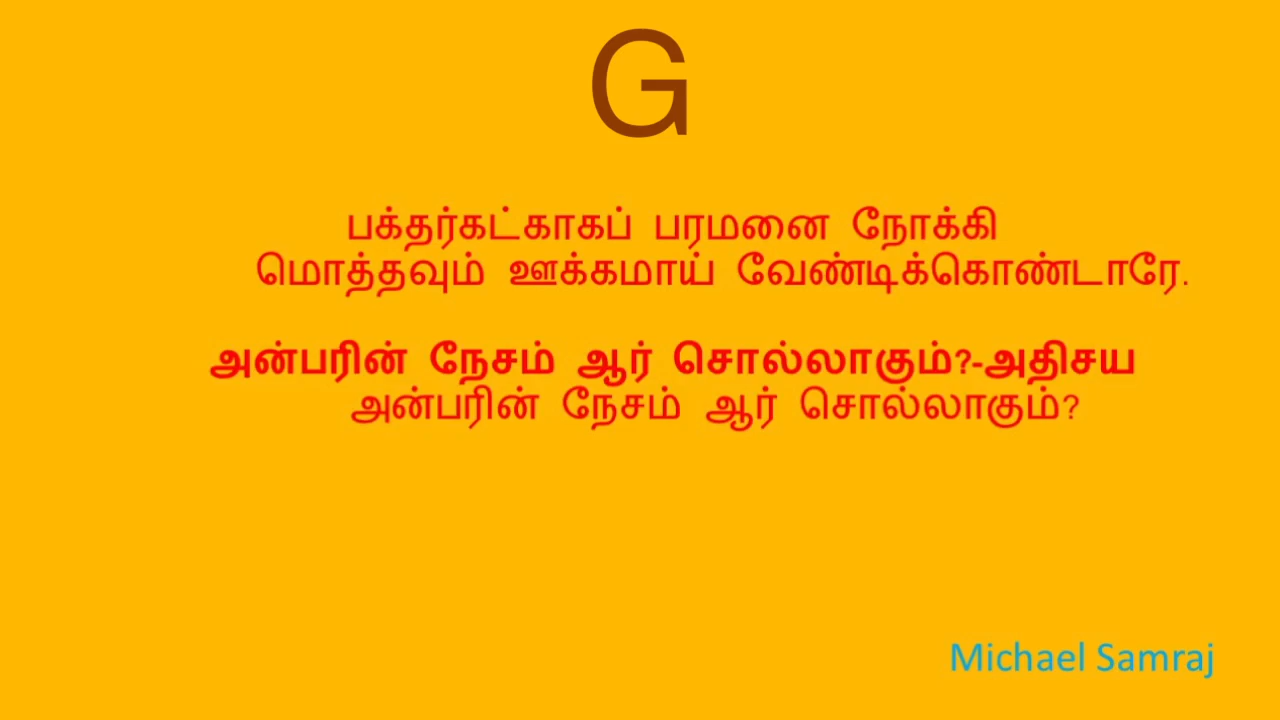 G
பக்தர்கட்காகப் பரமனை நோக்கி
மொத்தவும் ஊக்கமாய் வேண்டிக்கொண்டாரே.
அன்பரின் நேசம் ஆர் சொல்லாகும்?-அதிசய
அன்பரின் நேசம் ஆர் சொல்லாகும்?
Michael Samraj